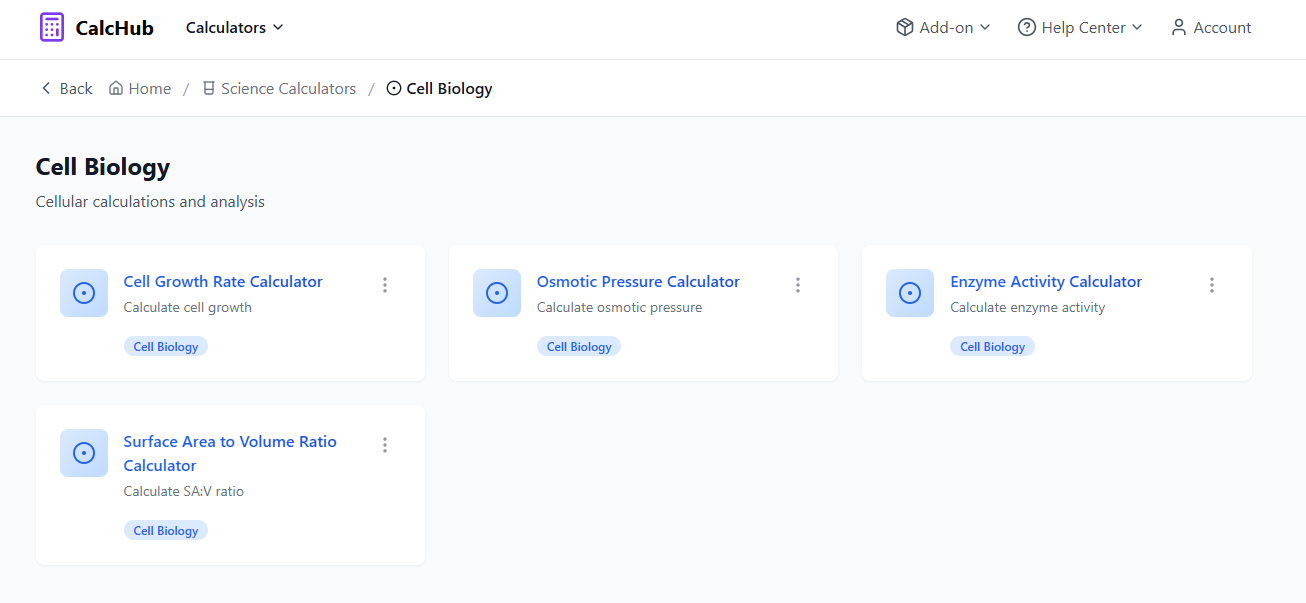 CalcHub Calculators Add-on Help Center Account
Back Home / Science Calculators / Cell Biology
Cell Biology
Cellular calculations and analysis
Cell Growth Rate Calculator
Calculate cell growth
Cell Biology
Osmotic Pressure Calculator
Calculate osmotic pressure
Cell Biology
Enzyme Activity Calculator
Calculate enzyme activity
Cell Biology
Surface Area to Volume Ratio
Calculator
Calculate SA:V ratio
Cell Biology